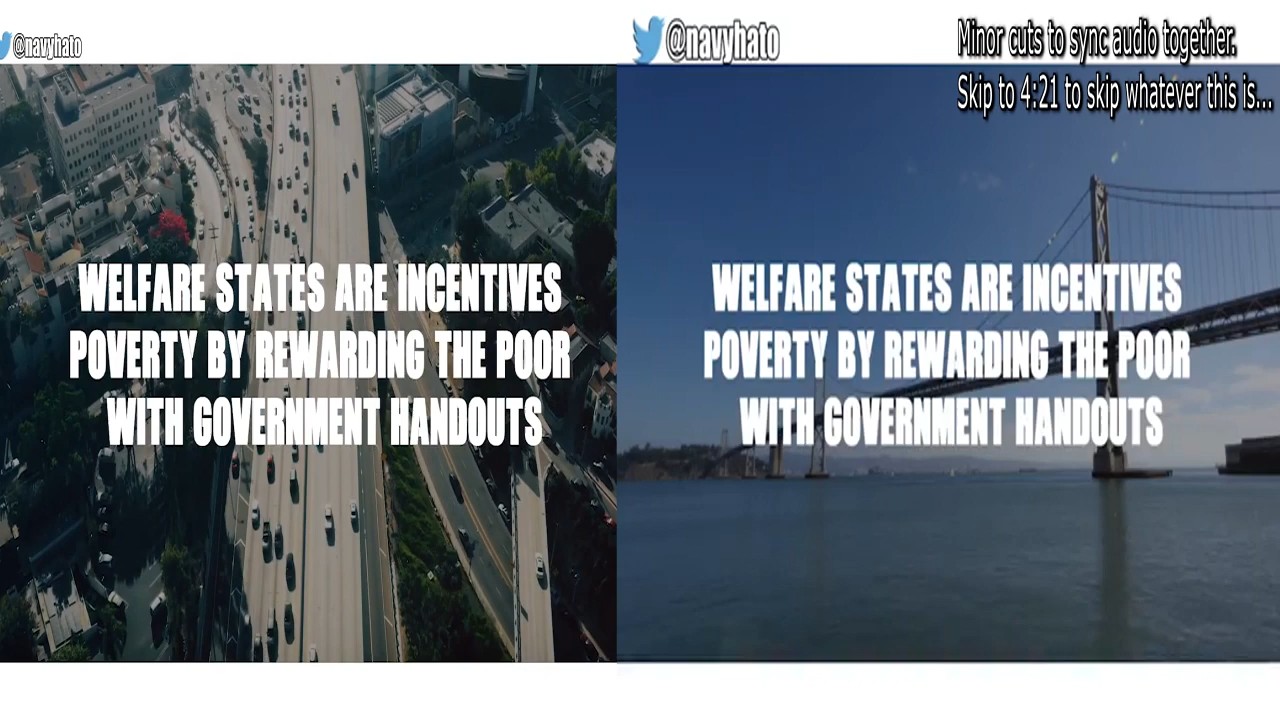 @navyhato
@navyhato
Minor cuts to sync audio together.
Skip to 4:21 to skip whatever this is...
WELFARE STATES ARE INCENTIVES
POVERTY BY REWARDING THE POOR
WITH GOVERNMENT HANDOUTS
WELFARE STATES ARE INCENTIVES
POVERTY BY REWARDING THE POOR
WITH GOVERNMENT HANDOUTS